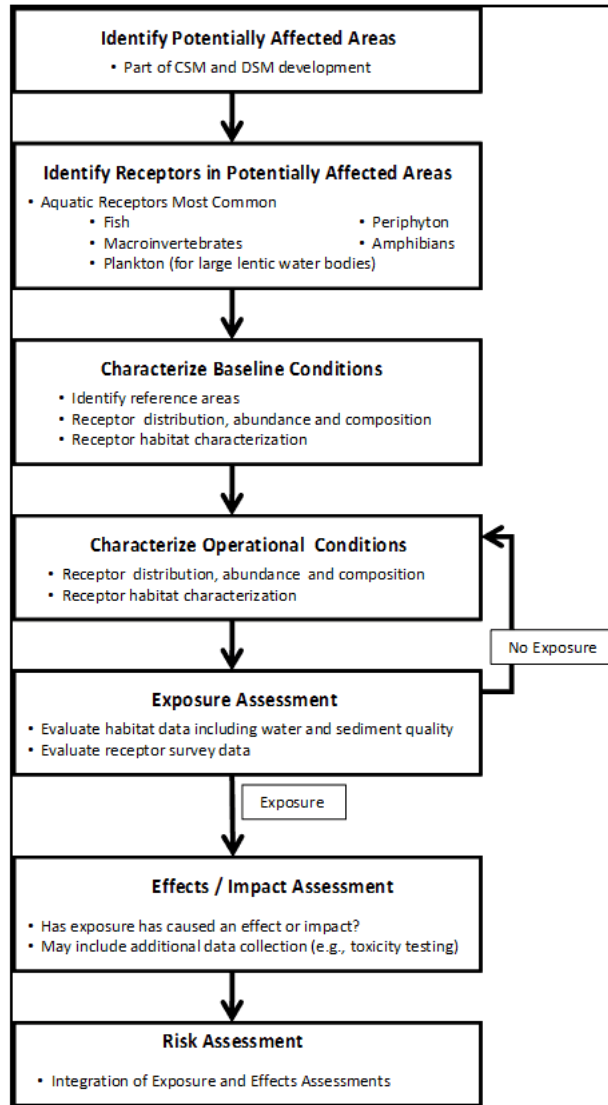 Identify Potentially Affected Areas
• Part of CSM and DSM development
Identify Receptors in Potentially Affected Areas
• Aquatic Receptors Most Common
• Fish • Periphyton
• Macroinvertebrates • Amphibians
• Plankton (for large lentic water bodies)
Characterize Baseline Conditions
• Identify reference areas
• Receptor distribution, abundance and composition
• Receptor habitat characterization
Characterize Operational Conditions
• Receptor distribution, abundance and composition
• Receptor habitat characterization
No Exposure
Exposure Assessment
• Evaluate habitat data including water and sediment quality
• Evaluate receptor survey data
Exposure
Effects / Impact Assessment
• Has exposure has caused an effect or impact?
• May include additional data collection (e.g., toxicity testing)
Risk Assessment
• Integration of Exposure and Effects Assessments